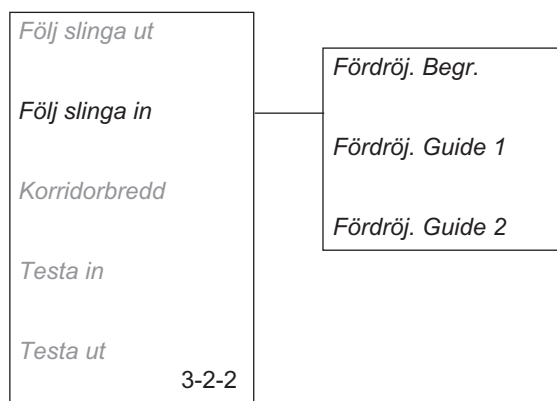 Följ slinga ut
Följ slinga in
Korridorbredd
Testa in
Testa ut
3-2-2
Fördröj. Begr.
Fördröj. Guide 1
Fördröj. Guide 2